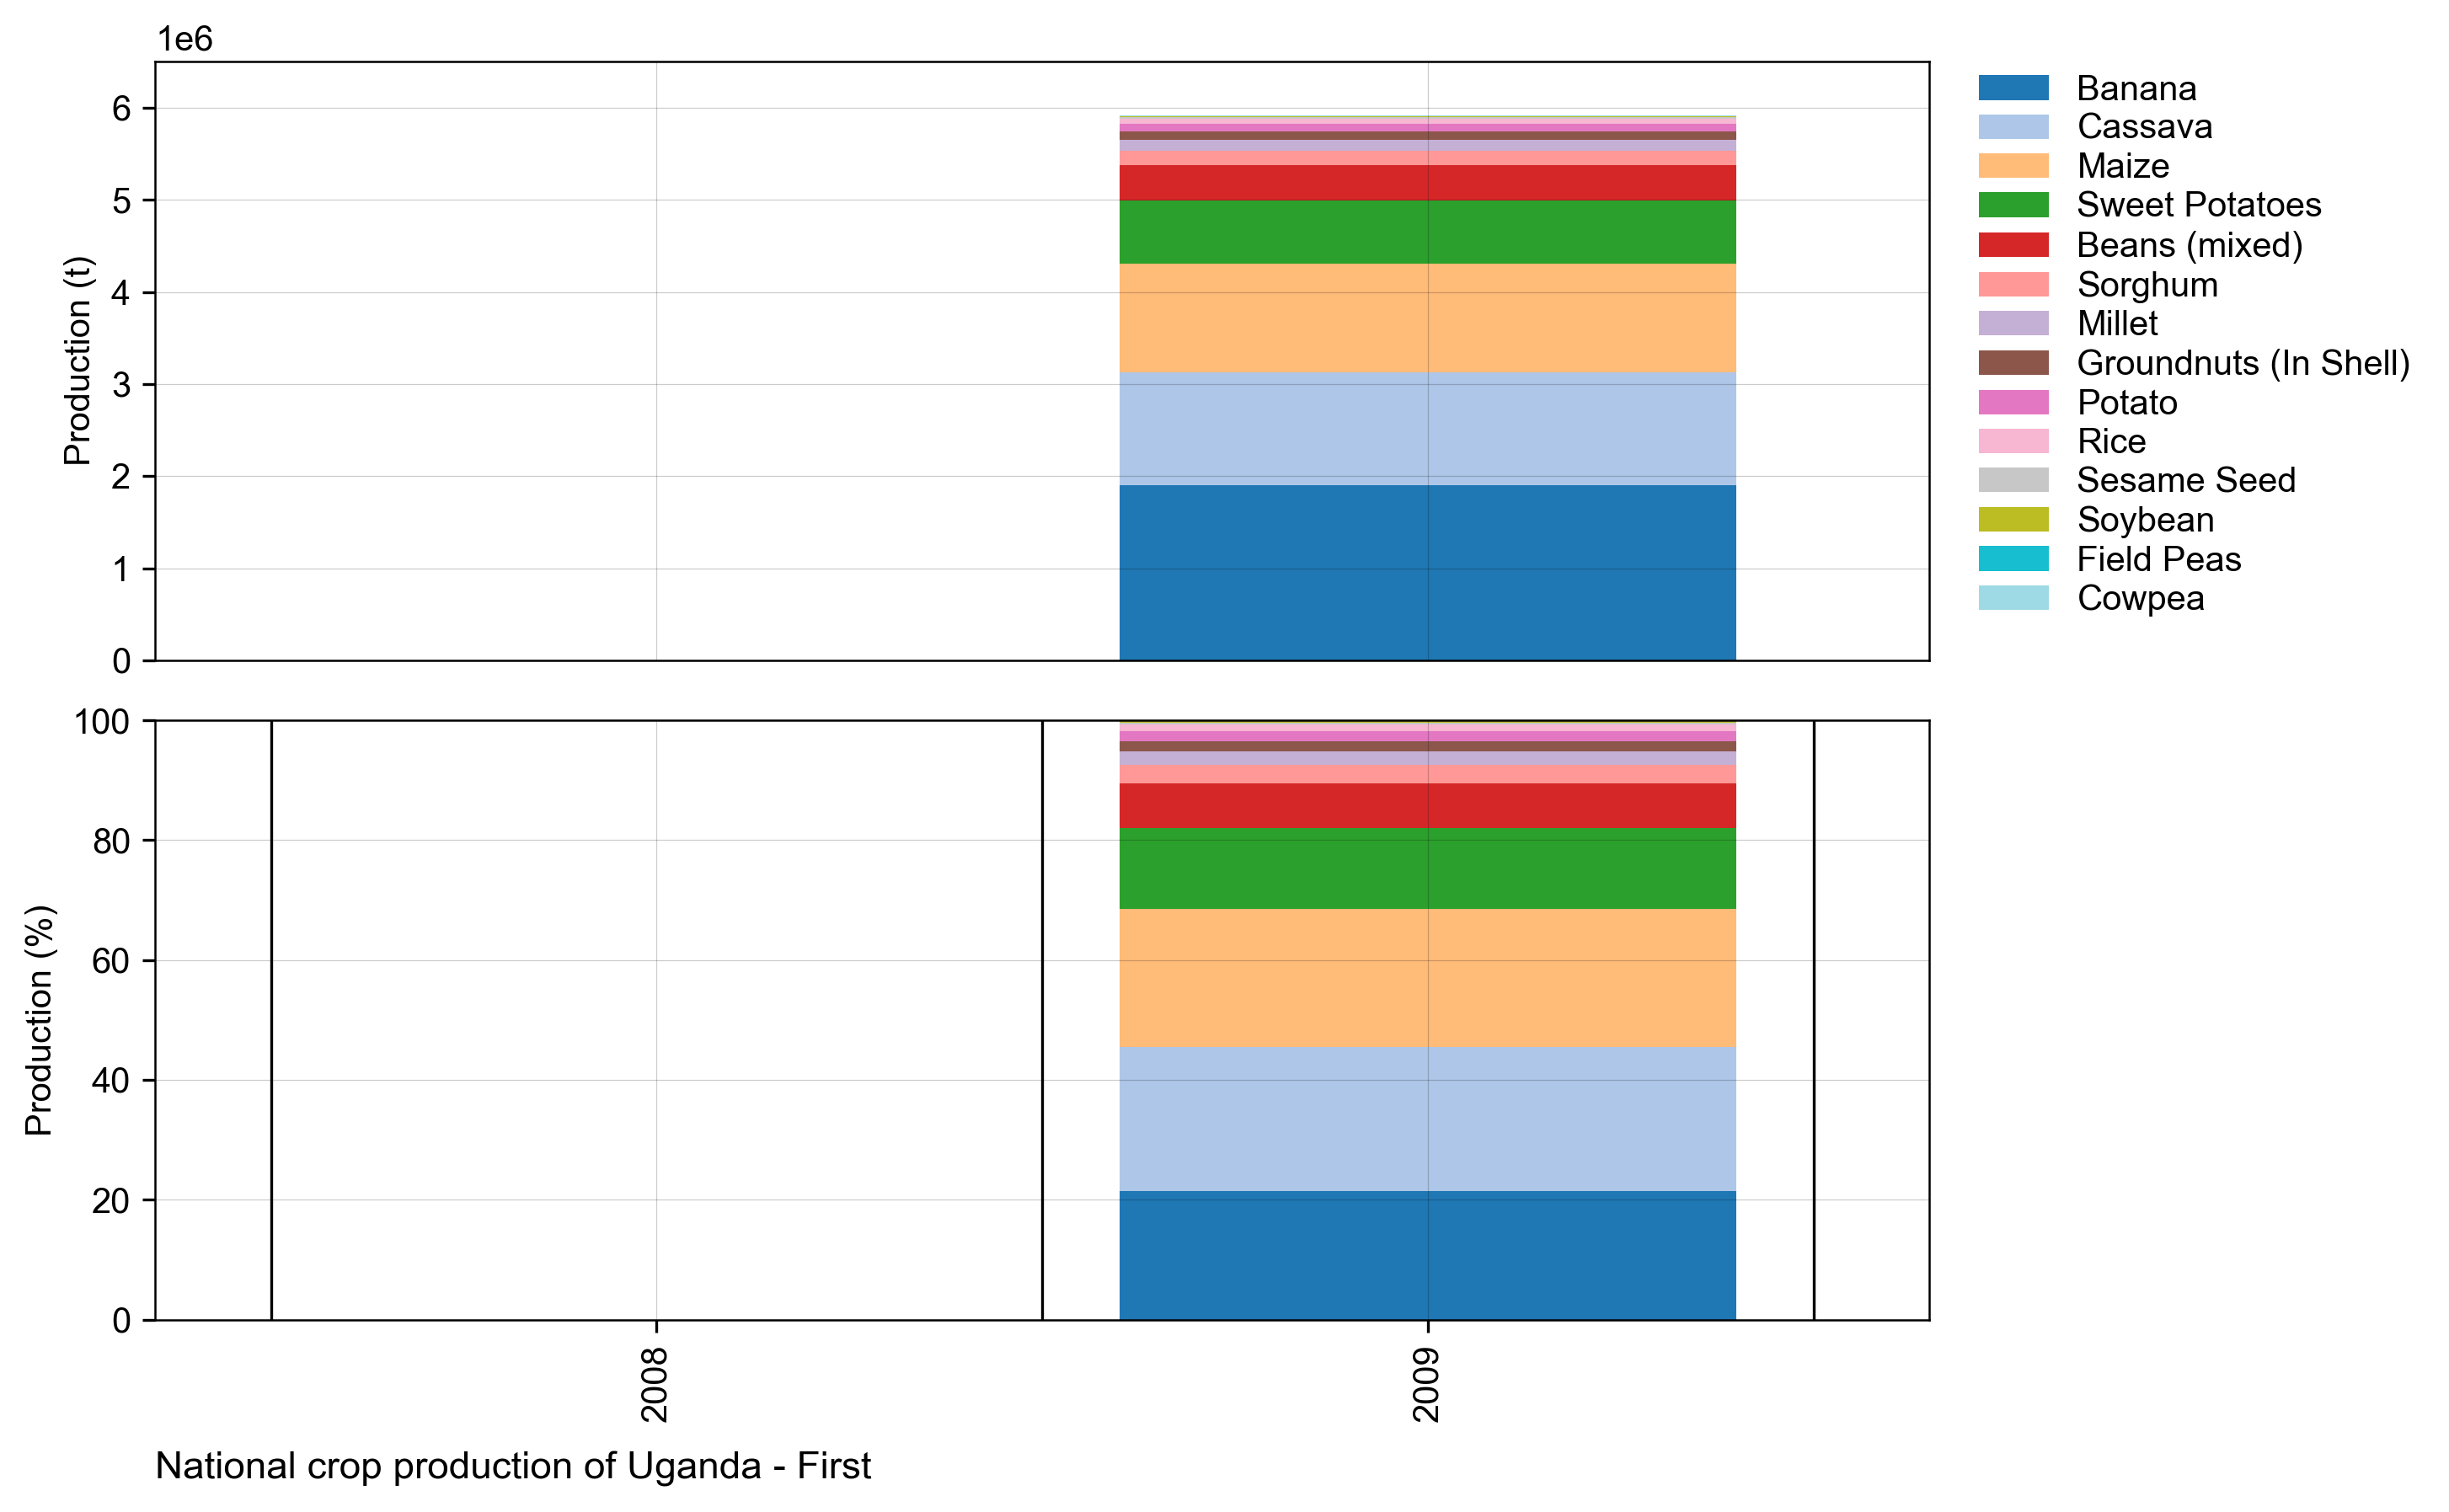 1e6
6
5
4
3
2
1
0
Production (t)
Banana
Cassava
Maize
Sweet Potatoes
Beans (mixed)
Sorghum
Millet
Groundnuts (In Shell)
Potato
Rice
Sesame Seed
Soybean
Field Peas
Cowpea
100
80
60
40
20
0
Production (%)
2008
2009
National crop production of Uganda - First